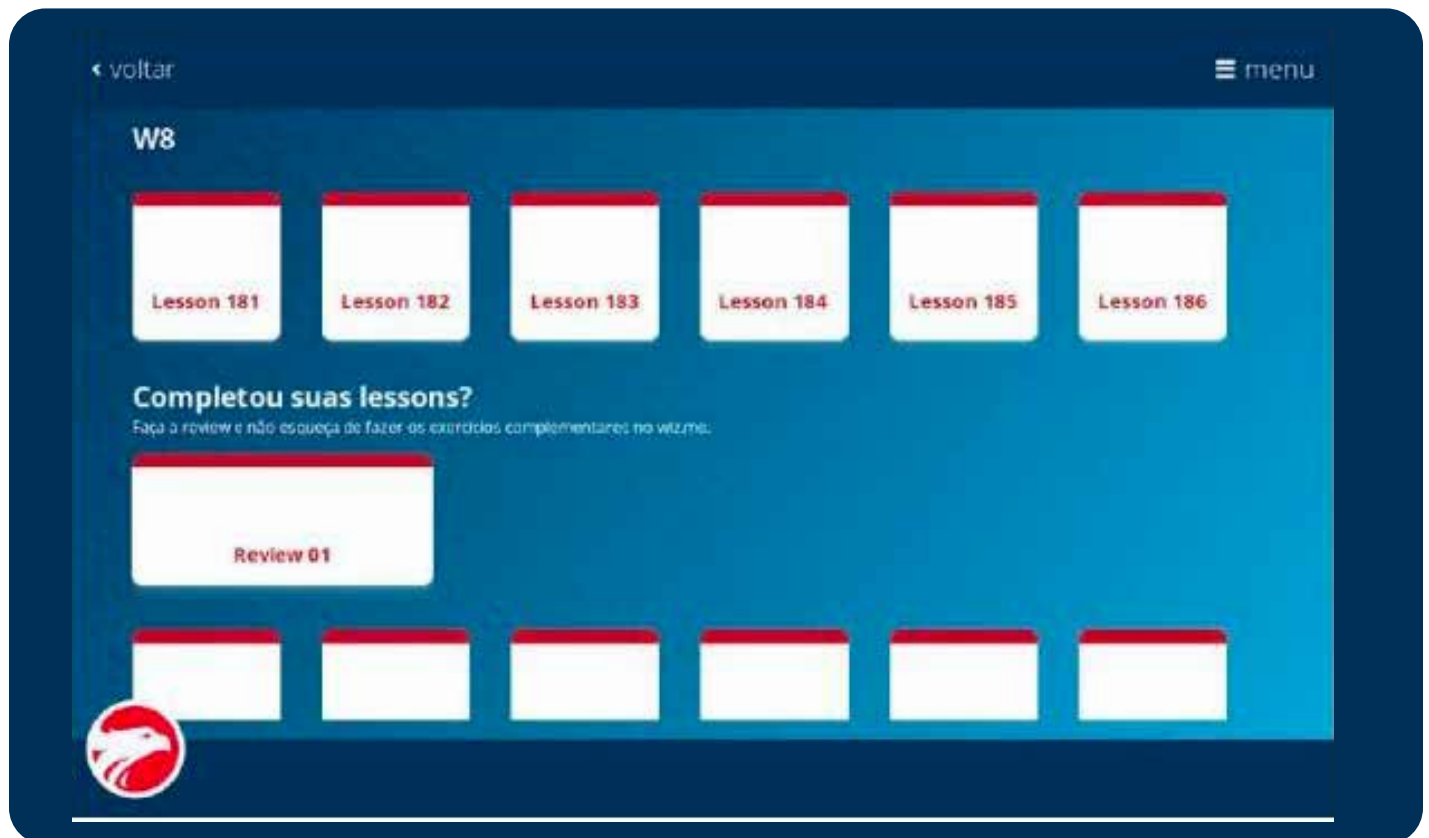 voltar
menu
W8
Lesson 181
Lesson 182
Lesson 183
Lesson 184
Lesson 185
Lesson 186
Completou suas lessons?
Faça a review e não esqueça de fazer os exercícios complementares no wiz.me.
Review 01